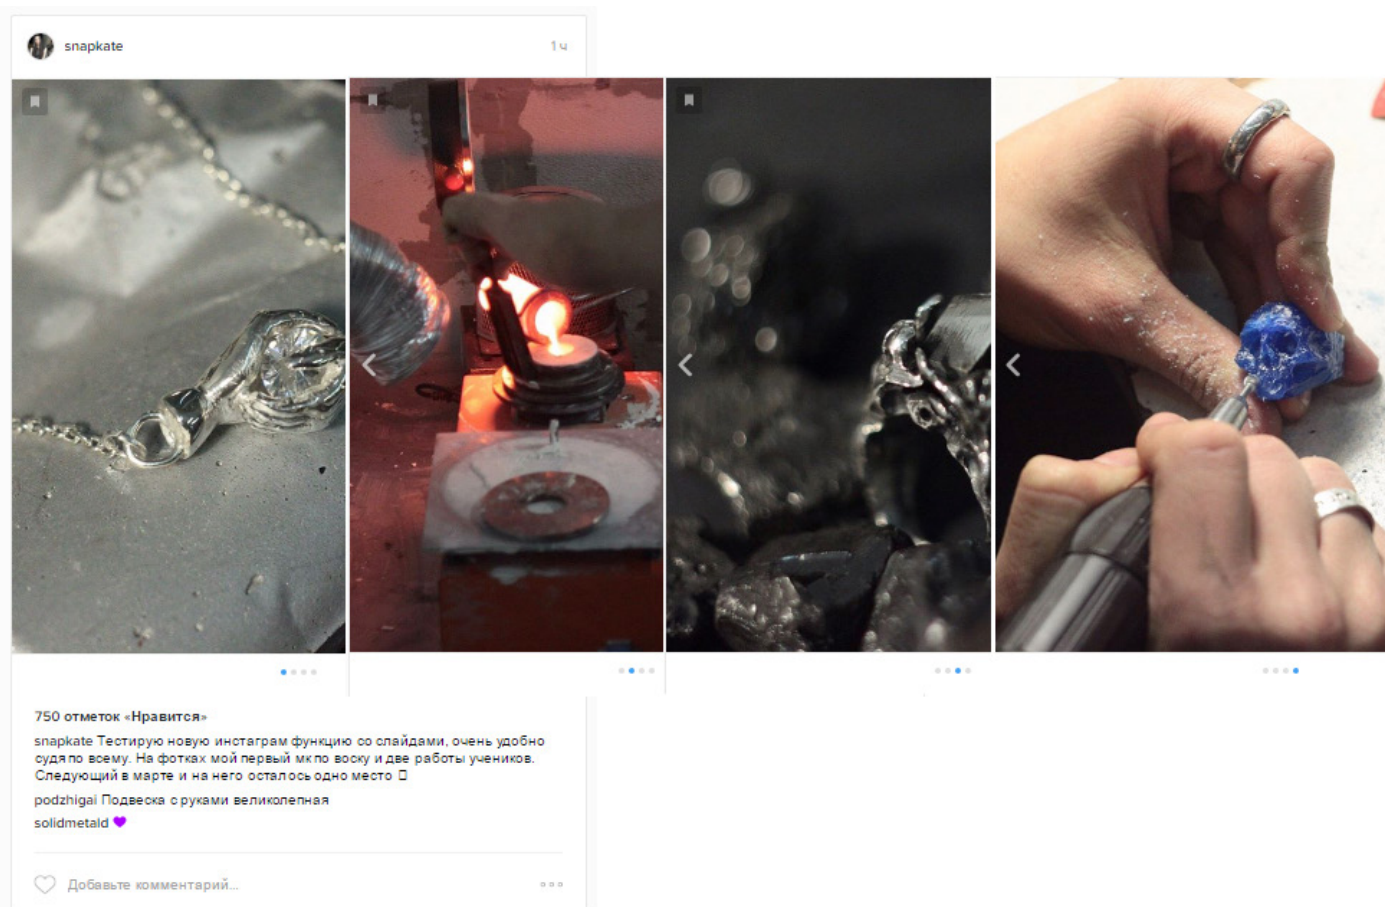 snapkate 1 ч
750 отметок «Нравится»
snapkate Тестирую новую инстаграм функцию со слайдами, очень удобно
судя по всему. На фотках мой первый мк по воску и две работы учеников.
Следующий в марте и на него осталось одно место
podzhigai Подвеска с руками великолепная
solidmetald 💜
Добавьте комментарий...